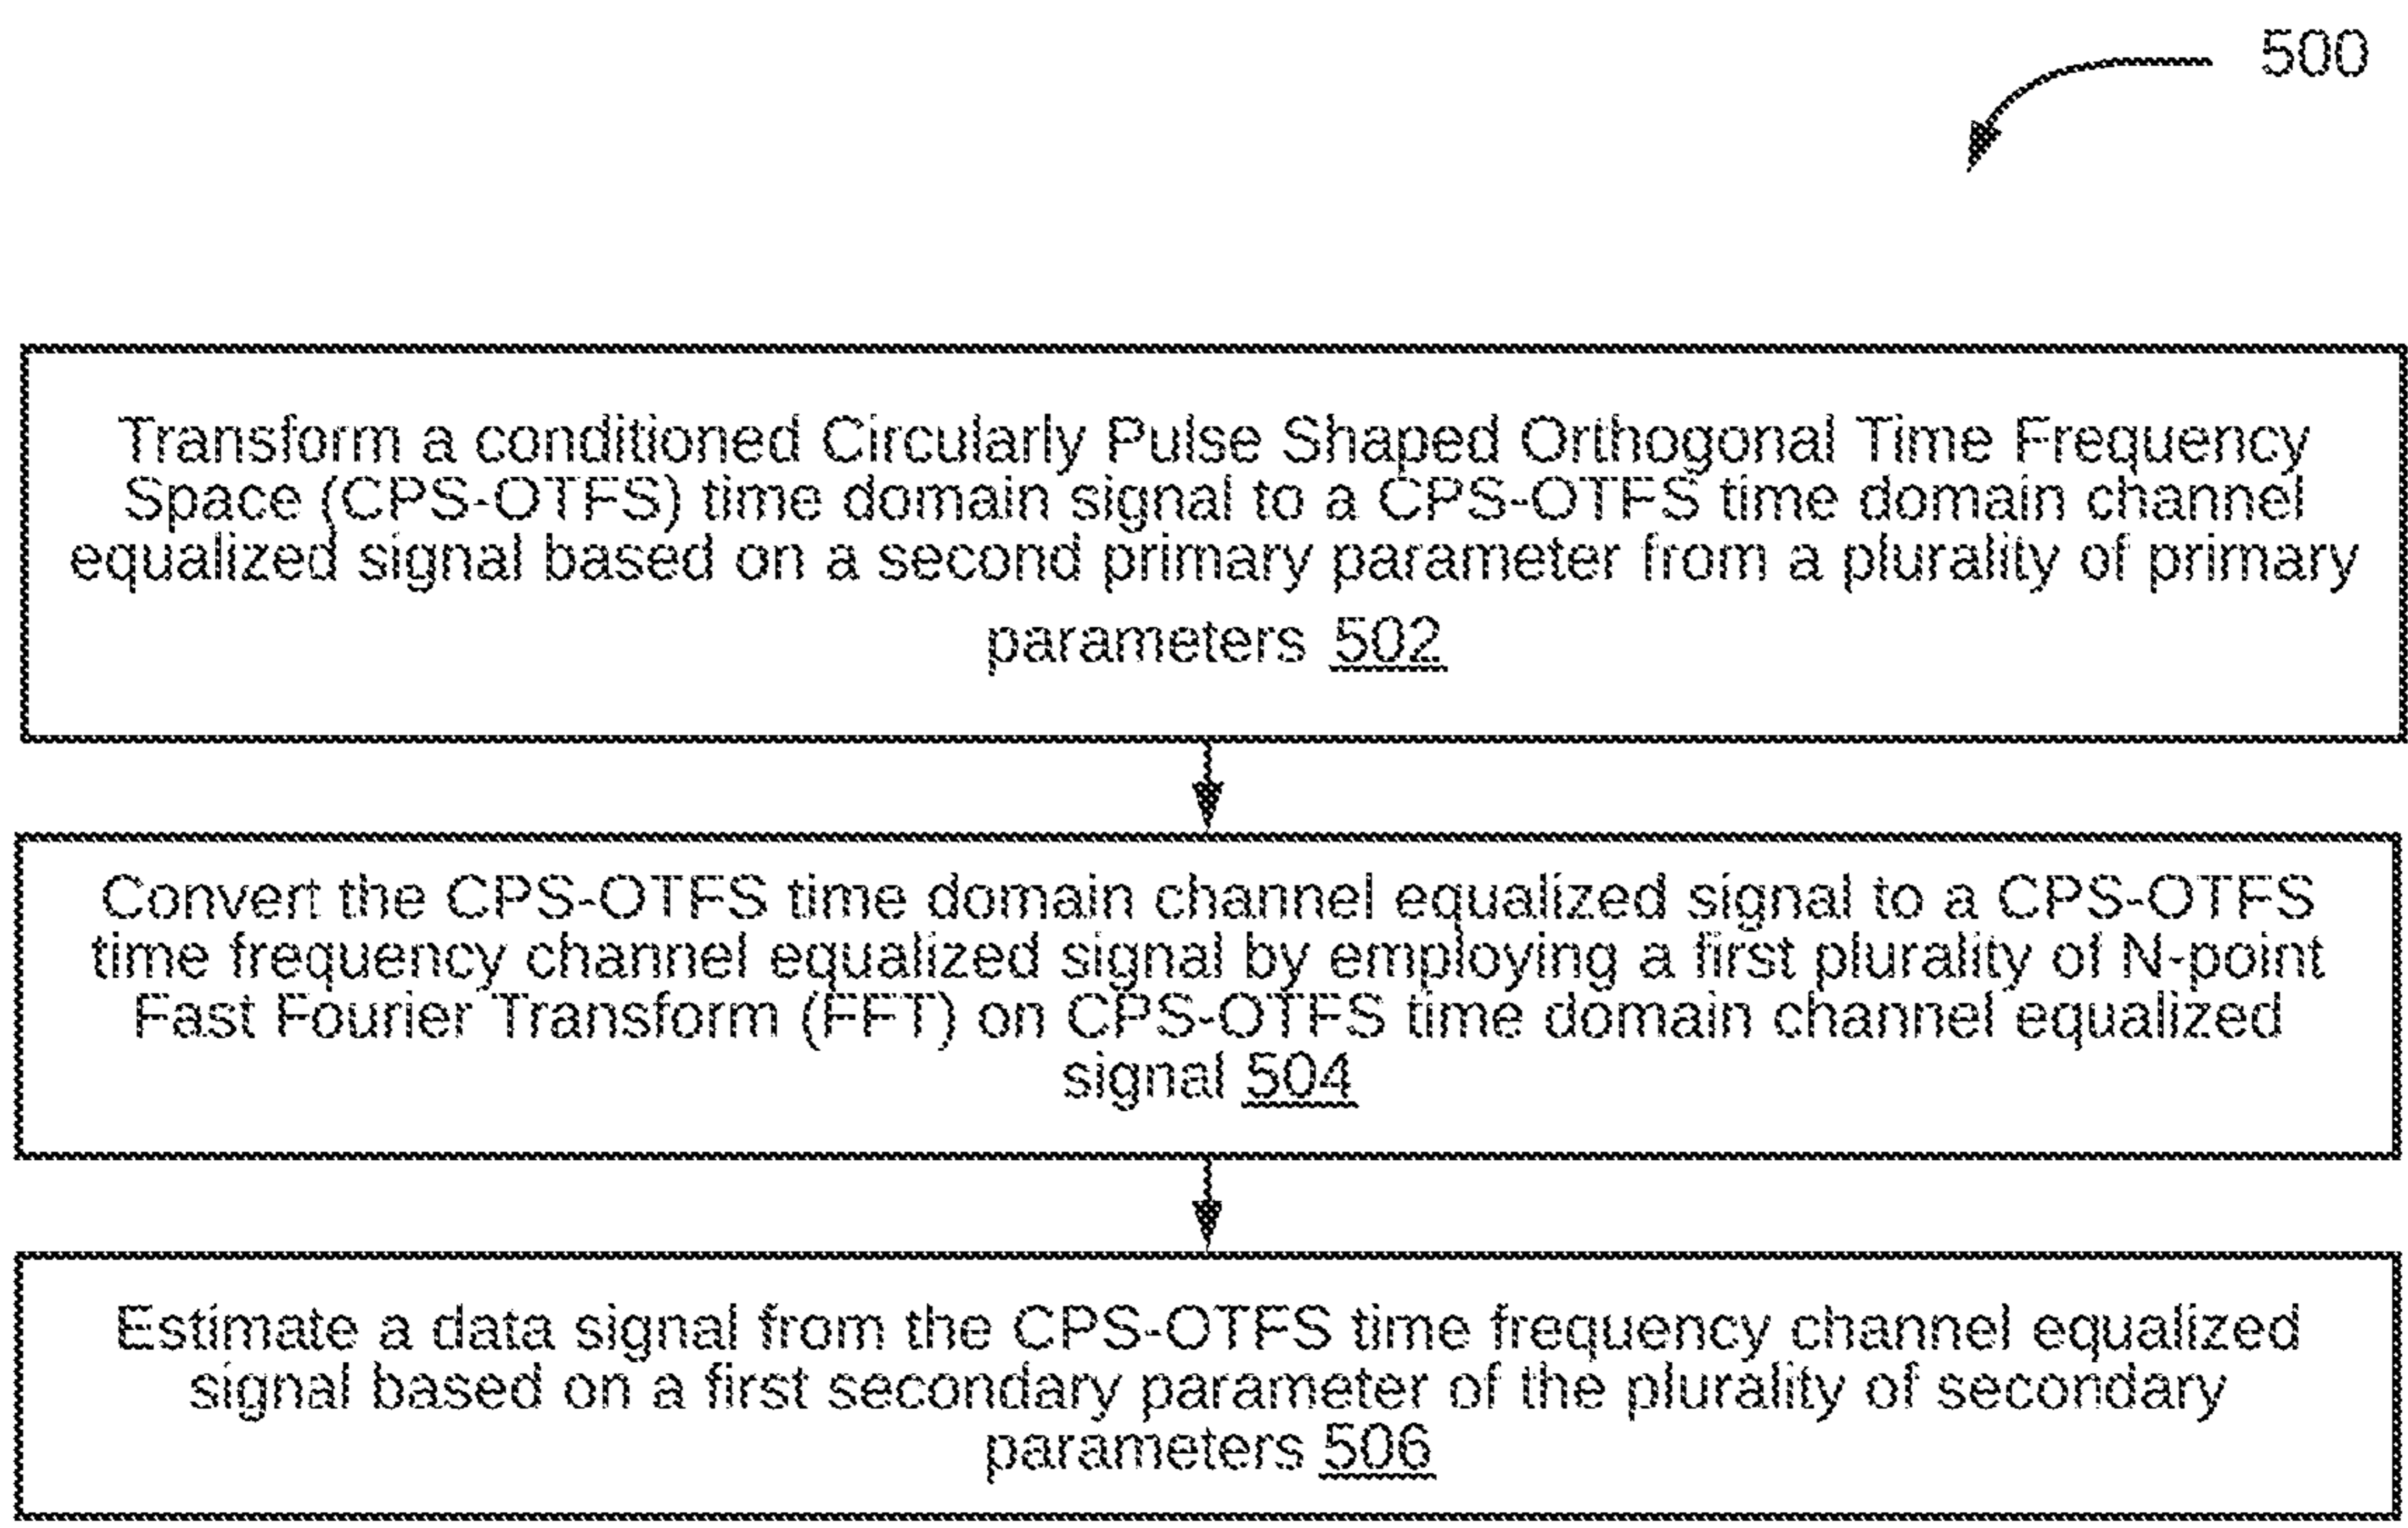 500
Transform a conditioned Circularly Pulse Shaped Orthogonal Time Frequency
Space (CPS-OTFS) time domain signal to a CPS-OTFS time domain channel
equalized signal based on a second primary parameter from a plurality of primary
parameters 502
Convert the CPS-OTFS time domain channel equalized signal to a CPS-OTFS
time frequency channel equalized signal by employing a first plurality of N-point
Fast Fourier Transform (FFT) on CPS-OTFS time domain channel equalized
signal 504
Estimate a data signal from the CPS-OTFS time frequency channel equalized
signal based on a first secondary parameter of the plurality of secondary
parameters 506